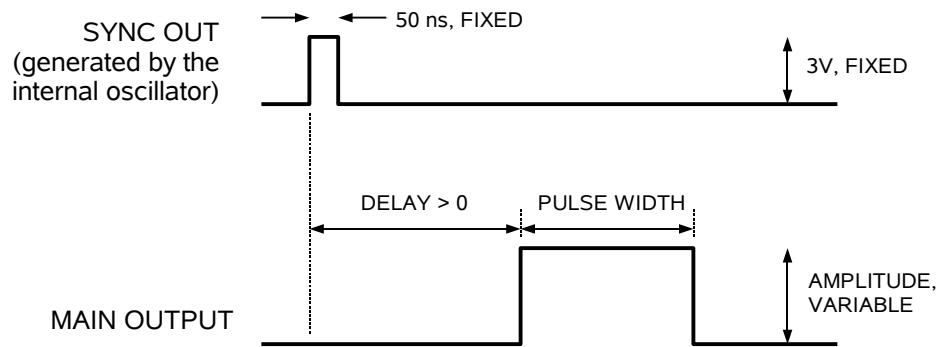 50 ns, FIXED
SYNC OUT
(generated by the
internal oscillator)
3V, FIXED
DELAY > 0
PULSE WIDTH
AMPLITUDE,
VARIABLE
MAIN OUTPUT